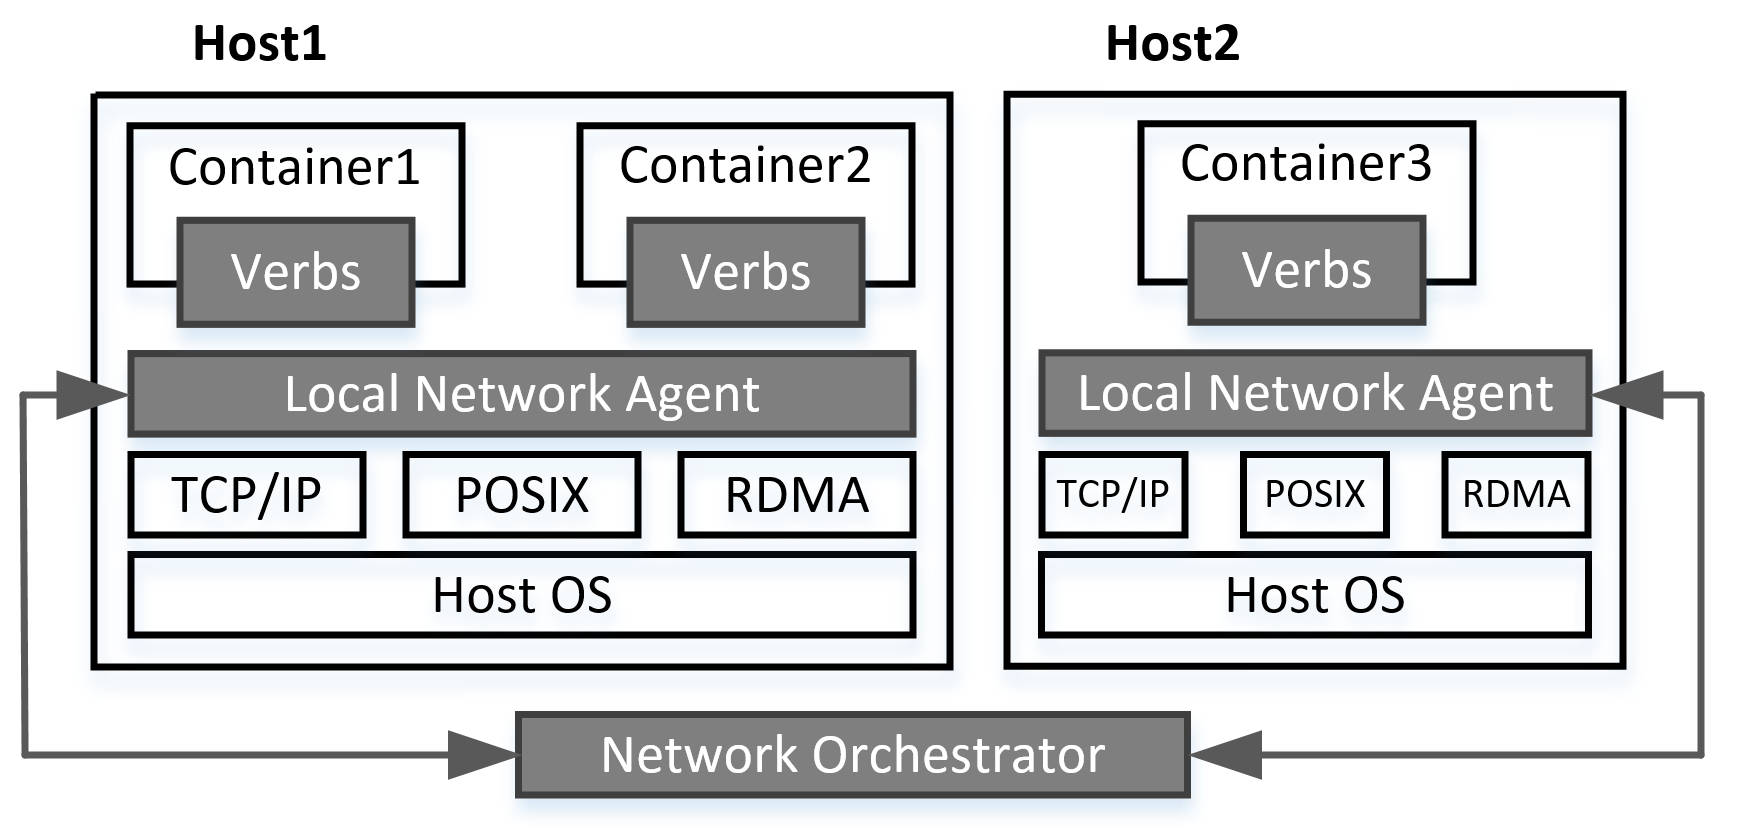 Host1
Container1
Container2
Verbs
Verbs
Local Network Agent
TCP/IP
POSIX
RDMA
Host OS
Host2
Container3
Verbs
Local Network Agent
TCP/IP
POSIX
RDMA
Host OS
Network Orchestrator